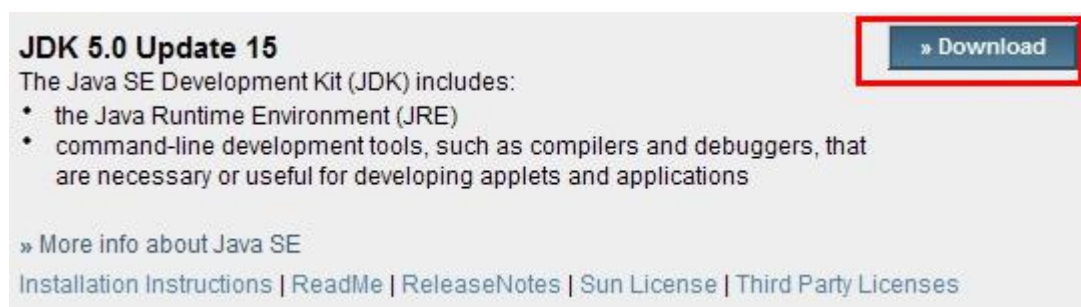 JDK 5.0 Update 15
» Download
The Java SE Development Kit (JDK) includes:
• the Java Runtime Environment (JRE)
• command-line development tools, such as compilers and debuggers, that
are necessary or useful for developing applets and applications
» More info about Java SE
Installation Instructions | ReadMe | ReleaseNotes | Sun License | Third Party Licenses